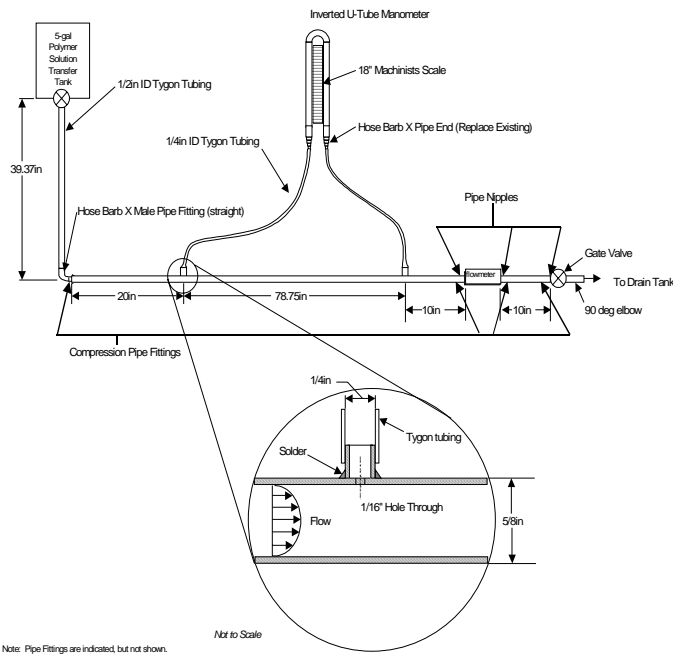 Inverted U-Tube Manometer
5-gal
Polymer
Solution
Transfer
Tank
1/2in ID Tygon Tubing
18" Machinists Scale
1/4in ID Tygon Tubing
Hose Barb X Pipe End (Replace Existing)
39.37in
Hose Barb X Male Pipe Fitting (straight)
Pipe Nipples
Gate Valve
flowmeter
To Drain Tank
20in
78.75in
10in
10in
90 deg elbow
Compression Pipe Fittings
1/4in
Tygon tubing
Solder
1/16" Hole Through
Flow
5/8in
Not to Scale
Note: Pipe Fittings are indicated, but not shown.